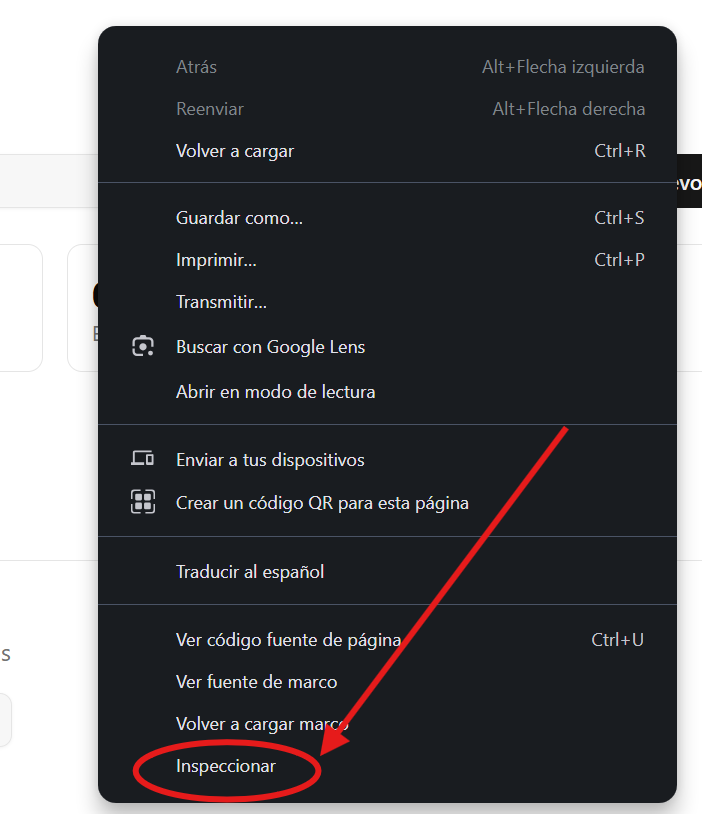 Atrás Alt+Flecha izquierda
Reenviar Alt+Flecha derecha
Volver a cargar Ctrl+R
evo
Guardar como... Ctrl+S
Imprimir... Ctrl+P
Transmitir...
Buscar con Google Lens
Abrir en modo de lectura
Enviar a tus dispositivos
Crear un código QR para esta página
Traducir al español
Ver código fuente de página Ctrl+U
s
Ver fuente de marco
Volver a cargar marco
Inspeccionar